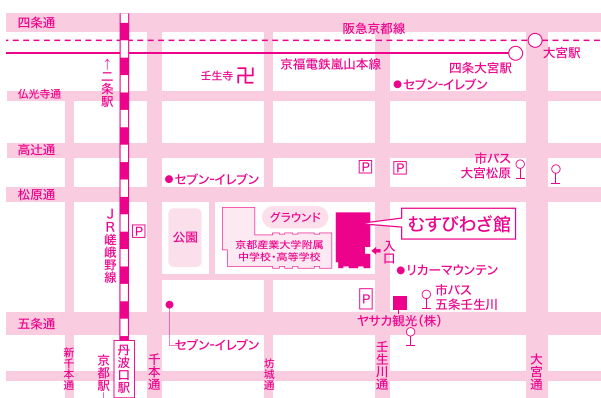 四条通
阪急京都線
大宮駅
京福電鉄嵐山本線
四条大宮駅
壬生寺
卍
セブン-イレブン
↑二条駅
仏光寺通
高辻通
P
P
市バス
大宮松原
セブン-イレブン
松原通
JR嵯峨野線
P
公園
グラウンド
京都産業大学附属
中学校・高等学校
むすびわざ館
入口
リカーマウンテン
P
市バス
五条壬生川
ヤサカ観光(株)
五条通
セブン-イレブン
新千本通
京都駅←
丹波口駅
千本通
坊城通
壬生川通
大宮通